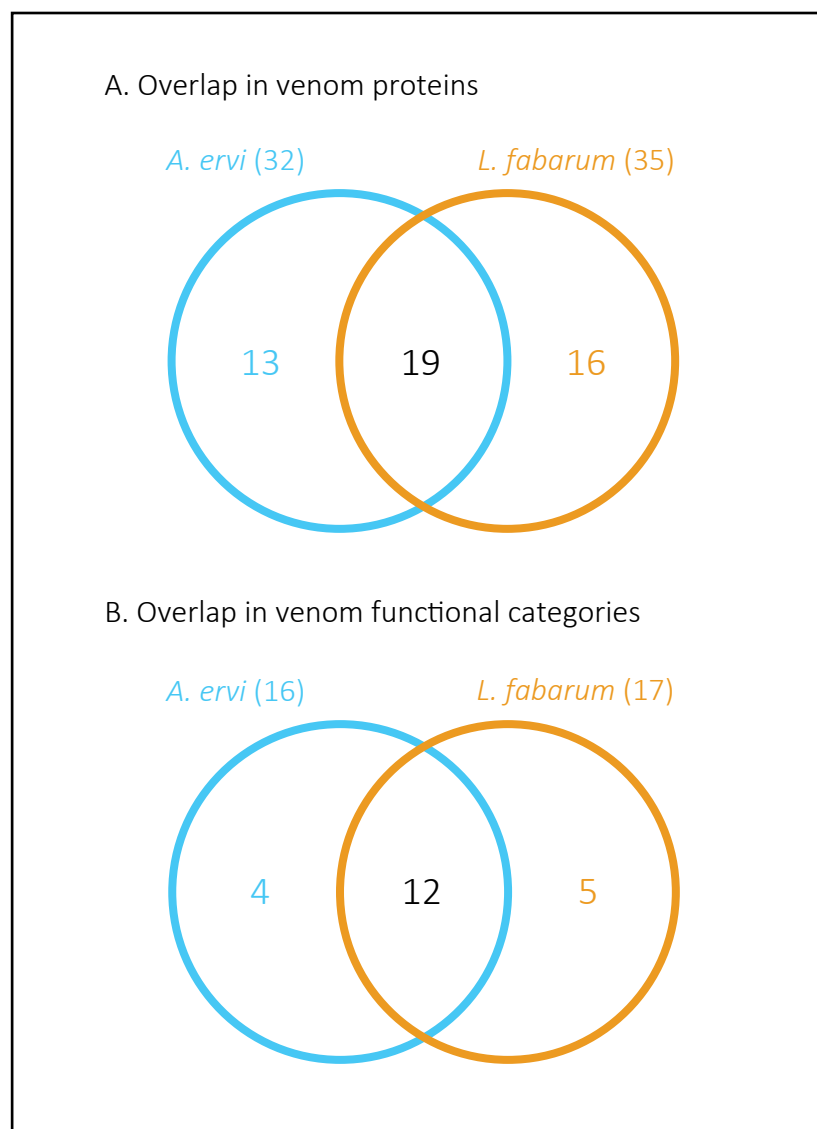 A. Overlap in venom proteins
A. ervi (32) L. fabarum (35)
13 19 16
B. Overlap in venom functional categories
A. ervi (16) L. fabarum (17)
4 12 5